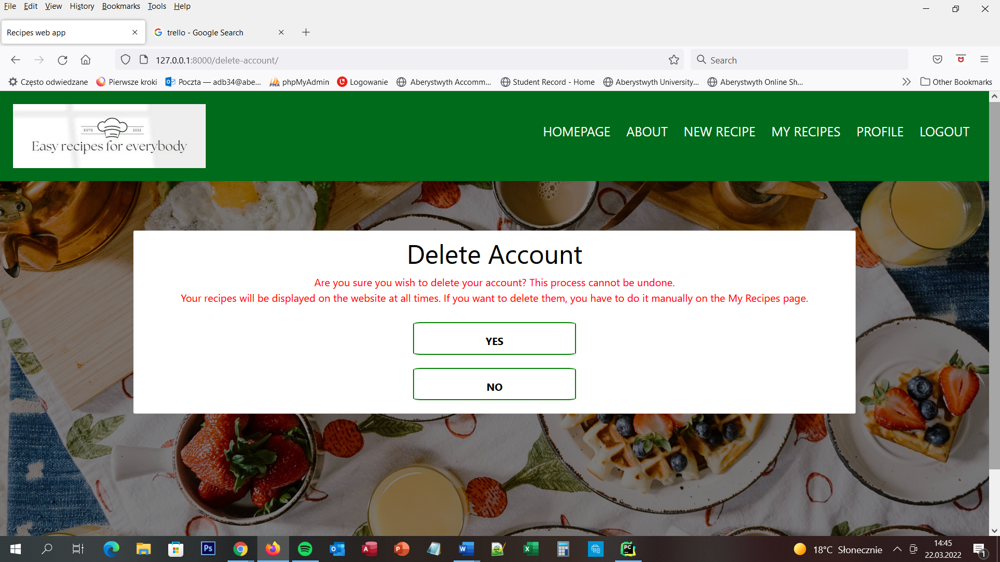 File Edit View History Bookmarks Tools Help
Recipes web app
trello - Google Search
127.0.0.1:8000/delete-account/
Search
Często odwiedzane
Pierwsze kroki
Poczta — adb34@abe...
phpMyAdmin
Logowanie
Aberystwyth Accomm...
Student Record - Home
Aberystwyth University...
Aberystwyth Online Sh...
Other Bookmarks
ESTD 2022
Easy recipes for everybody
HOMEPAGE ABOUT NEW RECIPE MY RECIPES PROFILE LOGOUT
Delete Account
Are you sure you wish to delete your account? This process cannot be undone.
Your recipes will be displayed on the website at all times. If you want to delete them, you have to do it manually on the My Recipes page.
YES
NO
18°C Słonecznie
14:45
22.03.2022
1